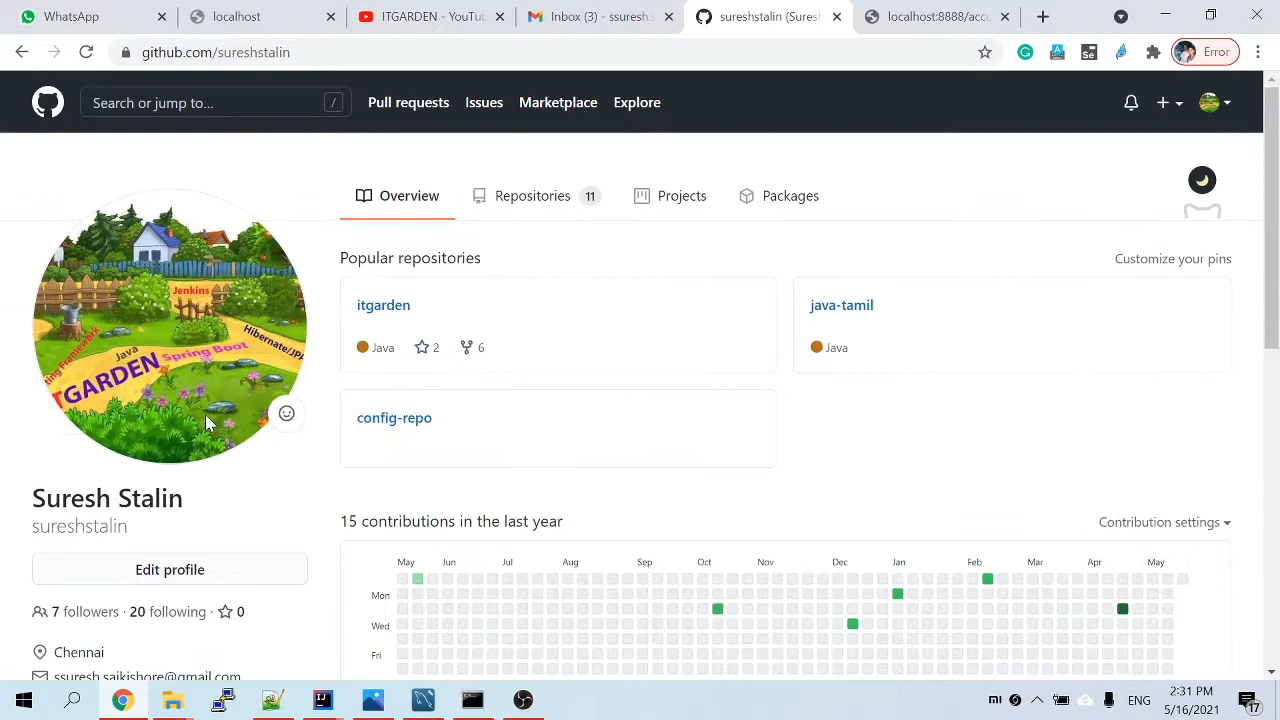 WhatsApp
localhost
ITGARDEN - YouTu
Inbox (3) - ssuresh.s
sureshstalin (Suresh
localhost:8888/acco
github.com/sureshstalin
Se
Error
Search or jump to...
/
Pull requests
Issues
Marketplace
Explore
Overview
Repositories 11
Projects
Packages
Popular repositories
Customize your pins
itgarden
Java 2 6
java-tamil
Java
config-repo
Jenkins
Hibernate/JPA
Java
Spring Boot
ITGARDEN
Suresh Stalin
sureshstalin
Edit profile
7 followers · 20 following · 0
Chennai
ssuresh.saikishore@gmail.com
15 contributions in the last year
Contribution settings
May Jun Jul Aug Sep Oct Nov Dec Jan Feb Mar Apr May
Mon
Wed
Fri
ENG
:31 PM
5/16/2021
17